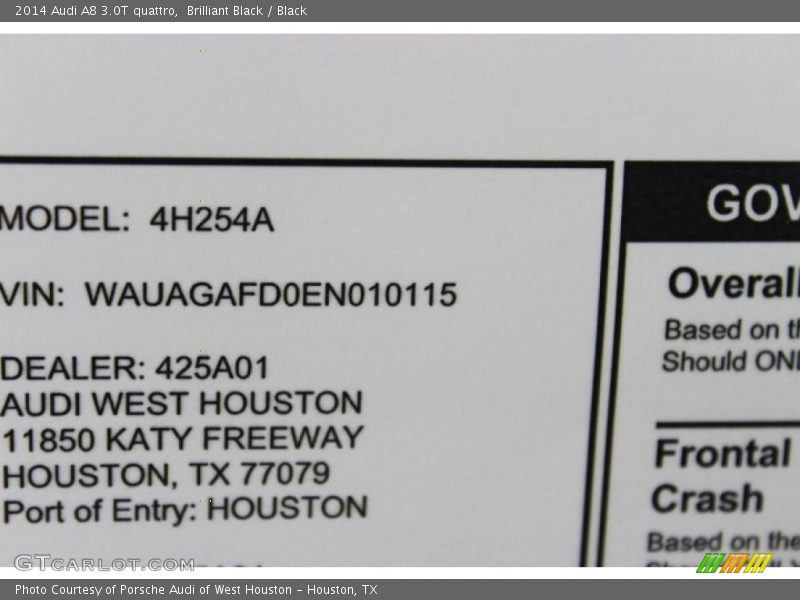 2014 Audi A8 3.0T quattro, Brilliant Black / Black
MODEL: 4H254A
VIN: WAUAGAFD0EN010115
DEALER: 425A01
AUDI WEST HOUSTON
11850 KATY FREEWAY
HOUSTON, TX 77079
Port of Entry: HOUSTON
GOV
Overall
Based on th
Should ONL
Frontal
Crash
Based on the
GTCARLOT.COM
Photo Courtesy of Porsche Audi of West Houston - Houston, TX